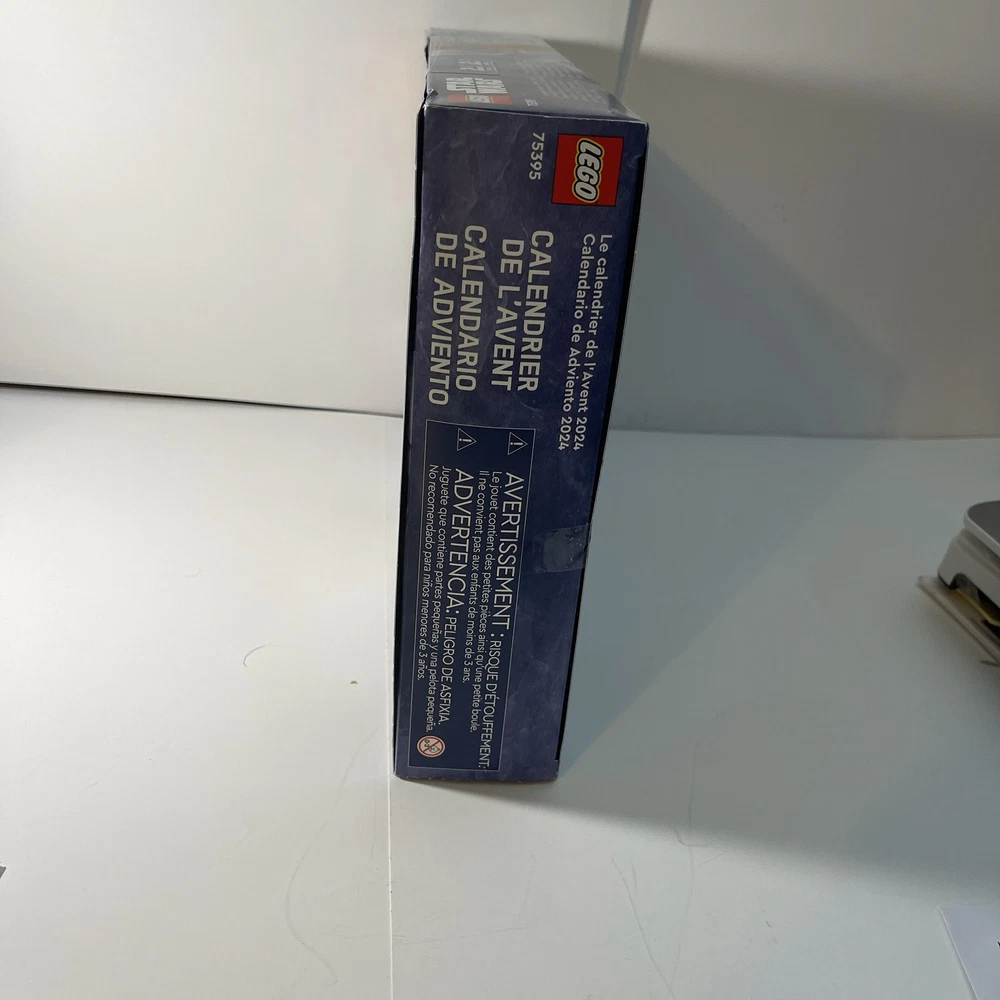 LEGO
75395
Le calendrier de l'Avent 2024
Calendario de Adviento 2024
CALENDRIER
DE L'AVENT
CALENDARIO
DE ADVIENTO
AVERTISSEMENT : RISQUE D'ÉTOUFFEMENT.
Le jouet contient des petites pièces ainsi qu'une petite boule.
Il ne convient pas aux enfants de moins de 3 ans.
ADVERTENCIA: PELIGRO DE ASFIXIA.
Juguete que contiene partes pequeñas y una pelota pequeña.
No recomendado para niños menores de 3 años.
0-3